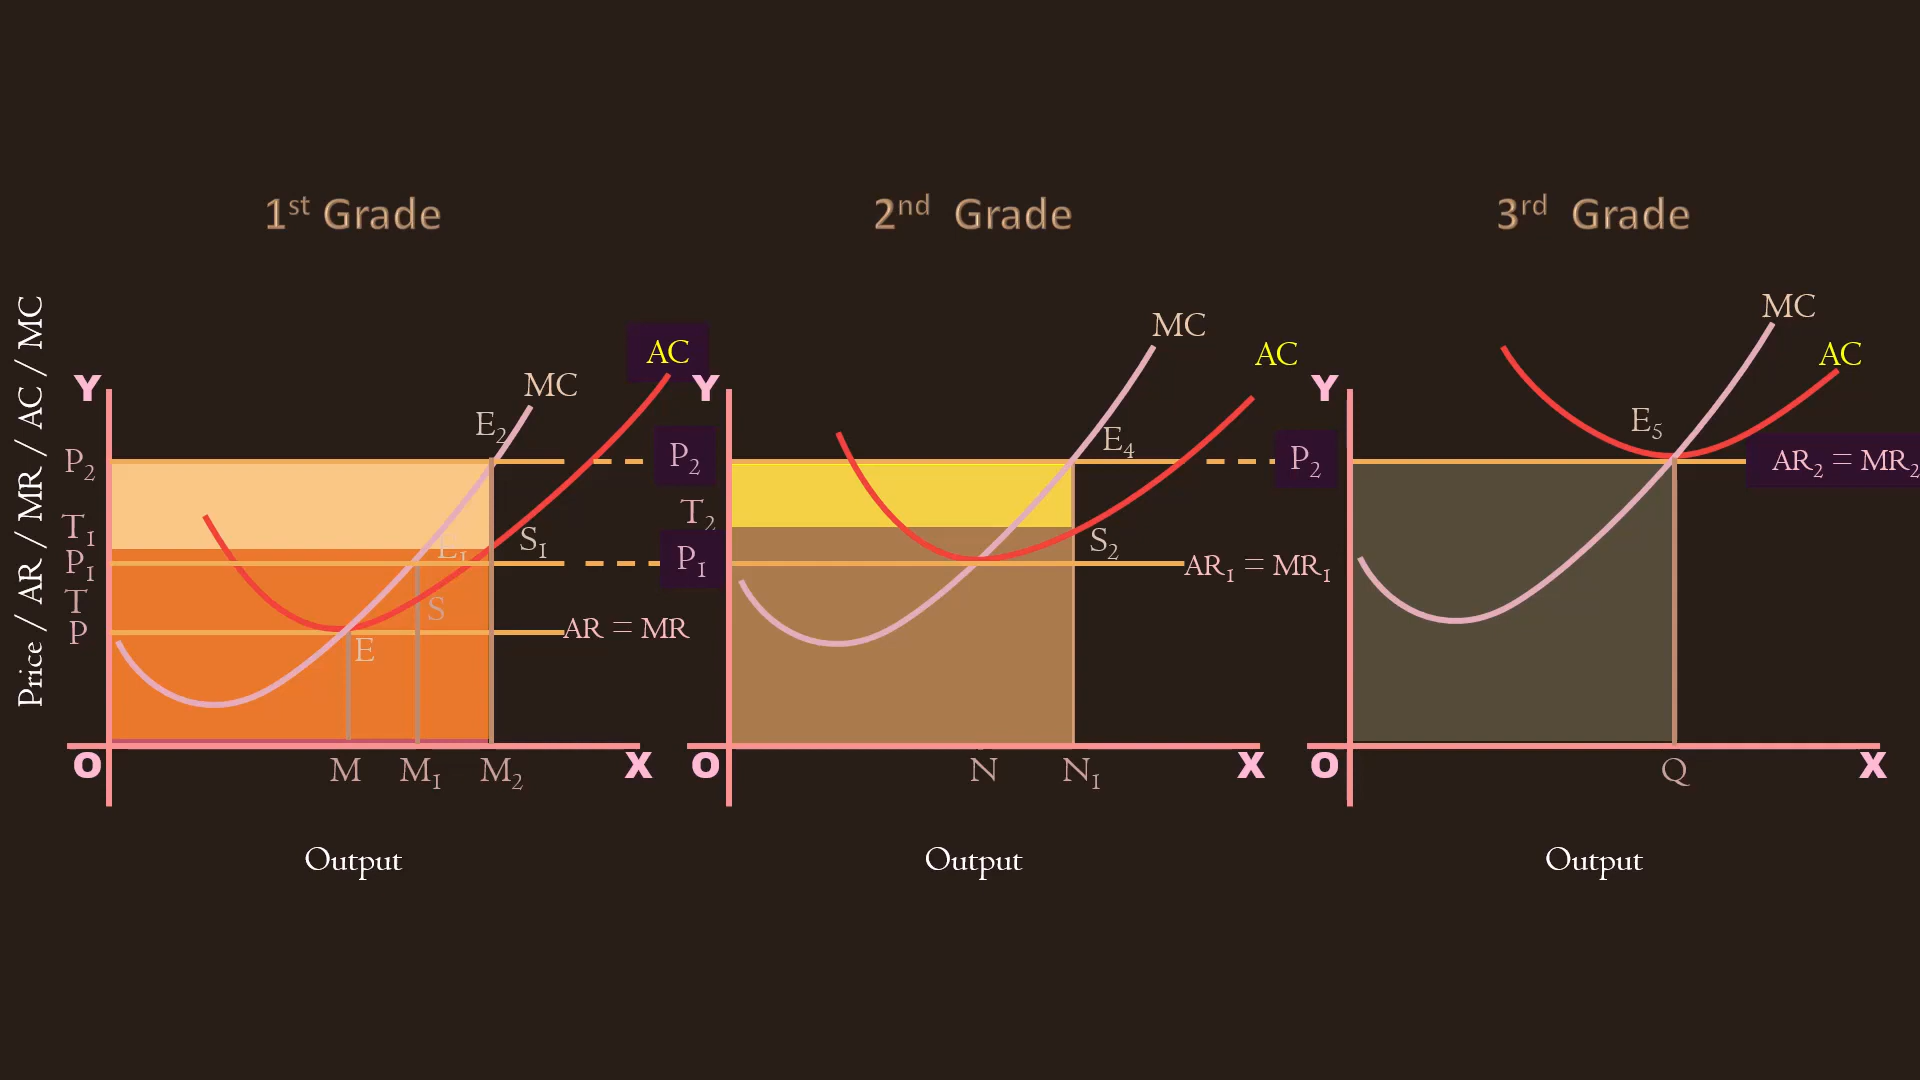 1st Grade
2nd Grade
3rd Grade
Price / AR / MR / AC / MC
Y
MC
AC
E2
P2
T1
P1
T
P
E1
S1
S
E
AR = MR
O
M
M1
M2
X
Output
Y
MC
AC
E4
P2
T2
P1
S2
AR1 = MR1
O
N
N1
X
Output
Y
MC
AC
E5
P2
AR2 = MR2
O
Q
X
Output